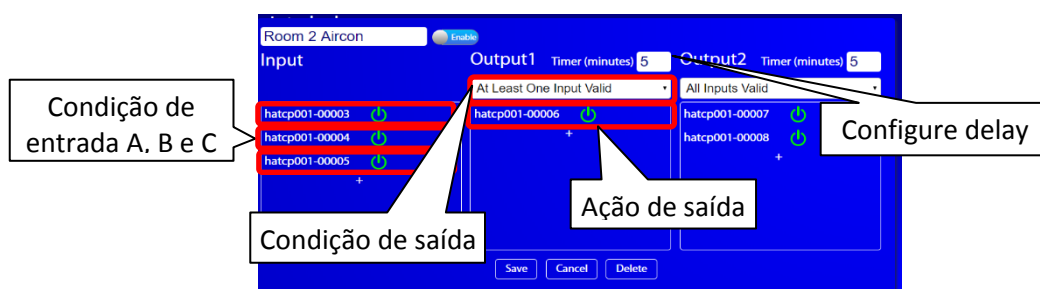 Room 2 Aircon
Enable
Input
Output1 Timer (minutes) 5
Output2 Timer (minutes) 5
At Least One Input Valid
All Inputs Valid
hatcp001-00003
hatcp001-00004
hatcp001-00005
+
hatcp001-00006
+
hatcp001-00007
hatcp001-00008
+
Condição de
entrada A, B e C
Configure delay
Ação de saída
Condição de saída
Save Cancel Delete